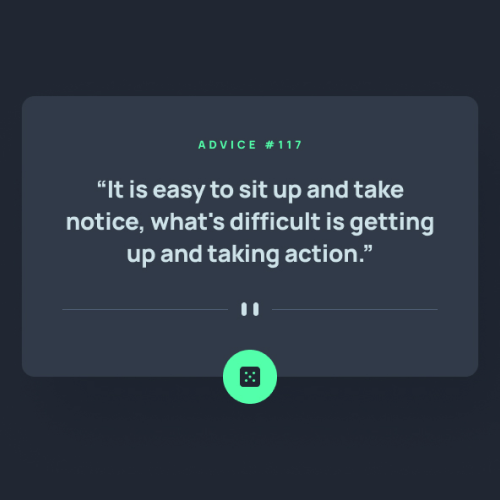 ADVICE #117
“It is easy to sit up and take
notice, what's difficult is getting
up and taking action.”